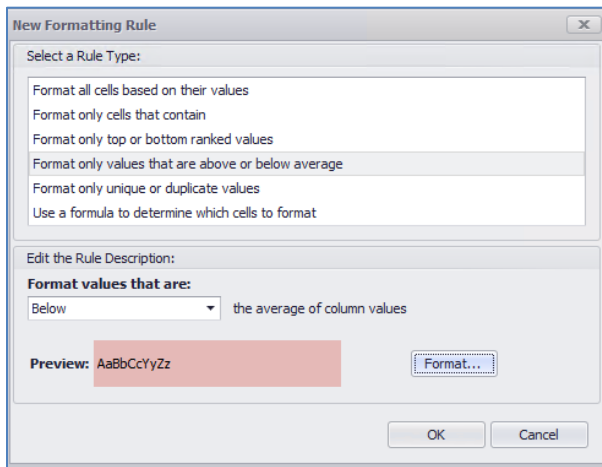 New Formatting Rule
Select a Rule Type:
Format all cells based on their values
Format only cells that contain
Format only top or bottom ranked values
Format only values that are above or below average
Format only unique or duplicate values
Use a formula to determine which cells to format
Edit the Rule Description:
Format values that are:
Below the average of column values
Preview: AaBbCcYyZz Format...
OK Cancel